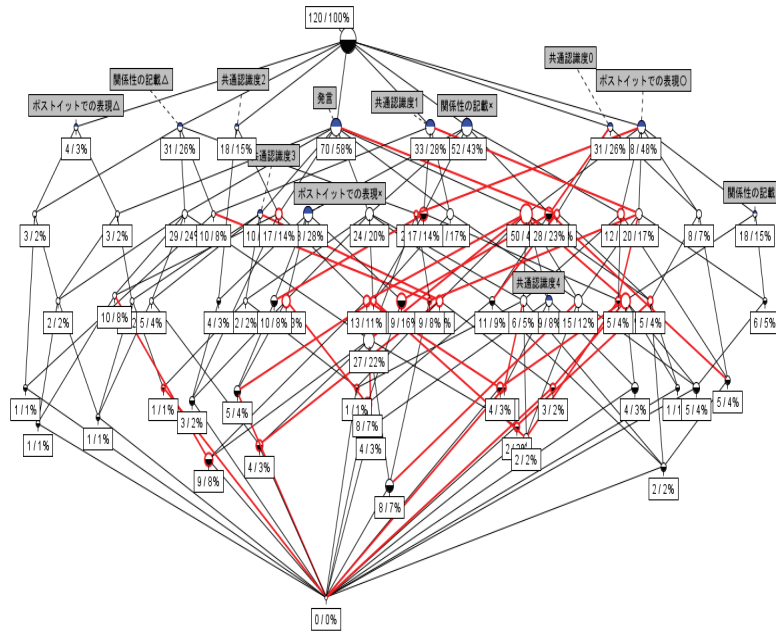 120 / 100%
関係性の記載△
共通認識度2
共通認識度0
ポストイットでの表現△
発言
共通認識度1
関係性の記載×
ポストイットでの表現○
4 / 3%
31 / 26%
18 / 15%
70 / 58%
33 / 28%
52 / 43%
31 / 26%
8 / 48%
共通認識度3
ポストイットでの表現×
関係性の記載
3 / 2%
3 / 2%
29 / 24%
10 / 8%
17 / 14%
/ 28%
24 / 20%
17 / 14%
/ 17%
50 /
28 / 23%
12 /
20 / 17%
8 / 7%
18 / 15%
共通認識度4
2 / 2%
10 / 8%
5 / 4%
4 / 3%
2 / 2%
10 / 8%
13 / 11%
9 / 16%
9 / 8%
11 / 9%
6 / 5%
9 / 8%
15 / 12%
5 / 4%
5 / 4%
6 / 5%
27 / 22%
1 / 1%
1 / 1%
3 / 2%
5 / 4%
1 / 1%
4 / 3%
3 / 2%
4 / 3%
5 / 4%
5 / 4%
1 / 1%
1 / 1%
8 / 7%
4 / 3%
4 / 3%
2 / 2%
9 / 8%
8 / 7%
2 / 2%
0 / 0%